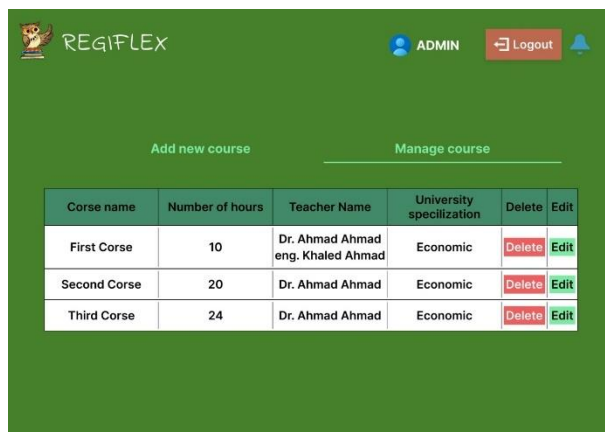 REGIFLEX
ADMIN
Logout
Add new course
Manage course
Corse name
Number of hours
Teacher Name
University
specilization
Delete
Edit
First Corse
10
Dr. Ahmad Ahmad
eng. Khaled Ahmad
Economic
Delete
Edit
Second Corse
20
Dr. Ahmad Ahmad
Economic
Delete
Edit
Third Corse
24
Dr. Ahmad Ahmad
Economic
Delete
Edit